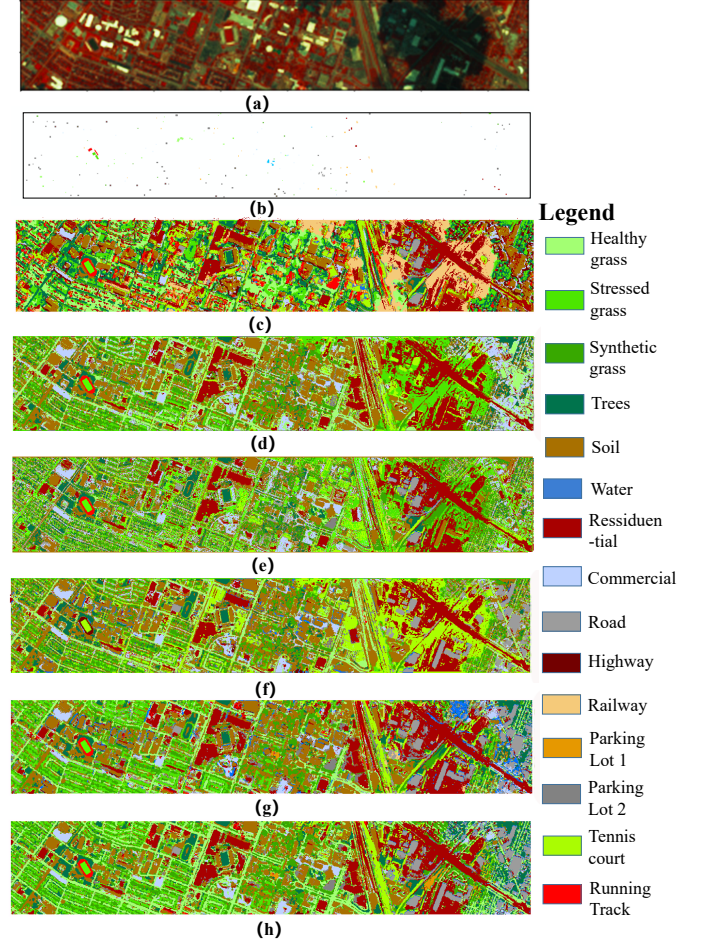 (a)
(b)
Legend
Healthy
grass
Stressed
grass
(c)
Synthetic
grass
Trees
(d)
Soil
Water
Ressiduen
-tial
(e)
Commercial
Road
Highway
(f)
Railway
Parking
Lot 1
Parking
Lot 2
(g)
Tennis
court
Running
Track
(h)